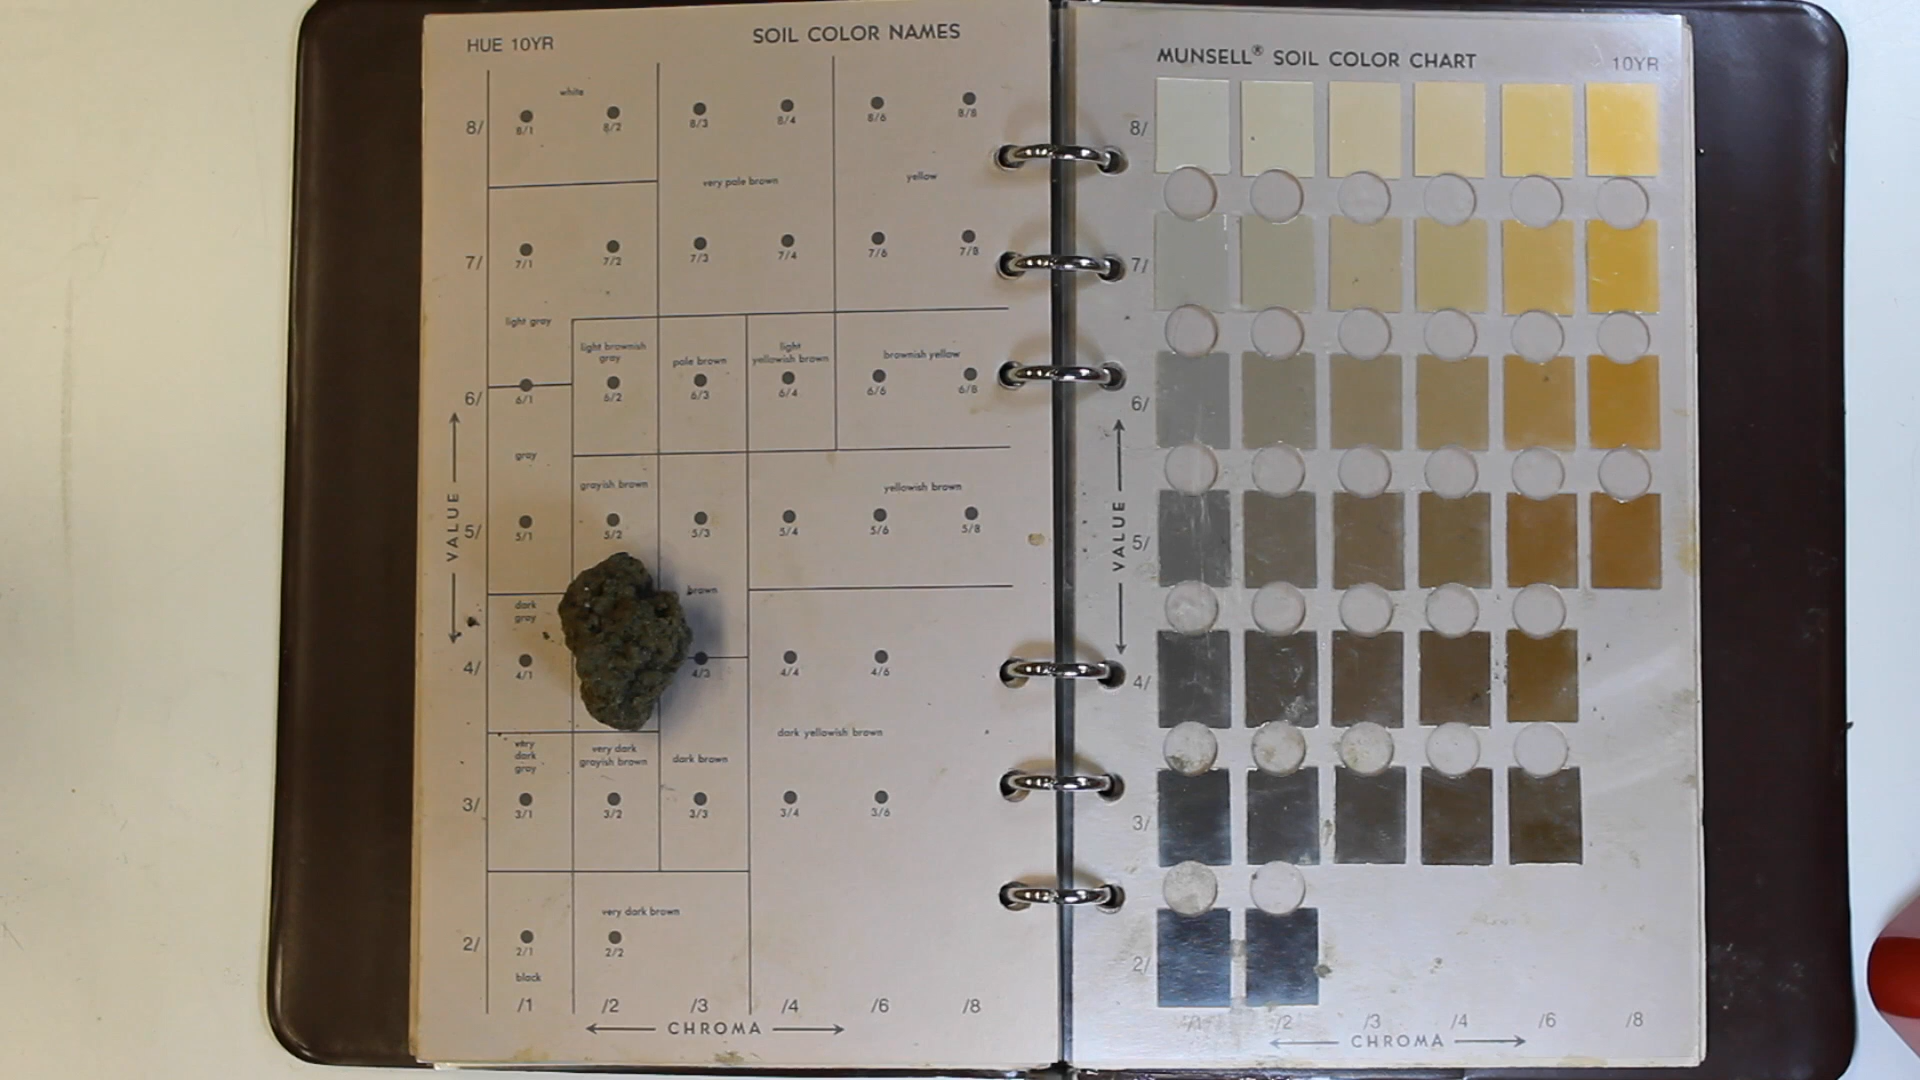 HUE 10YR
SOIL COLOR NAMES
white
8/
8/1 8/2 8/3 8/4 8/6 8/8
very pale brown
yellow
7/
7/1 7/2 7/3 7/4 7/6 7/8
light gray
light brownish
gray
pale brown
light
yellowish brown
brownish yellow
6/
6/1 6/2 6/3 6/4 6/6 6/8
gray
grayish brown
yellowish brown
VALUE
5/
5/1 5/2 5/3 5/4 5/6 5/8
brown
dark
gray
4/
4/1 4/3 4/4 4/6
very
dark
gray
very dark
grayish brown
dark brown
dark yellowish brown
3/
3/1 3/2 3/3 3/4 3/6
very dark brown
2/
2/1 2/2
black
/1 /2 /3 /4 /6 /8
CHROMA
MUNSELL® SOIL COLOR CHART
10YR
8/
7/
6/
VALUE
5/
4/
3/
2/
/1 /2 /3 /4 /6 /8
CHROMA